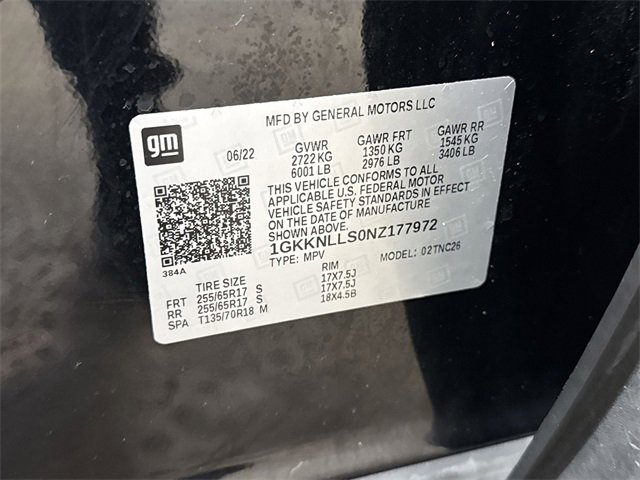 MFD BY GENERAL MOTORS LLC
gm
06/22 GVWR GAWR FRT GAWR RR
2722 KG 1350 KG 1545 KG
6001 LB 2976 LB 3406 LB
THIS VEHICLE CONFORMS TO ALL
APPLICABLE U.S. FEDERAL MOTOR
VEHICLE SAFETY STANDARDS IN EFFECT
ON THE DATE OF MANUFACTURE
SHOWN ABOVE.
1GKKNLLS0NZ177972
TYPE: MPV MODEL: 02TNC26
384A
TIRE SIZE RIM
FRT 255/65R17 S 17X7.5J
RR 255/65R17 S 17X7.5J
SPA T135/70R18 M 18X4.5B